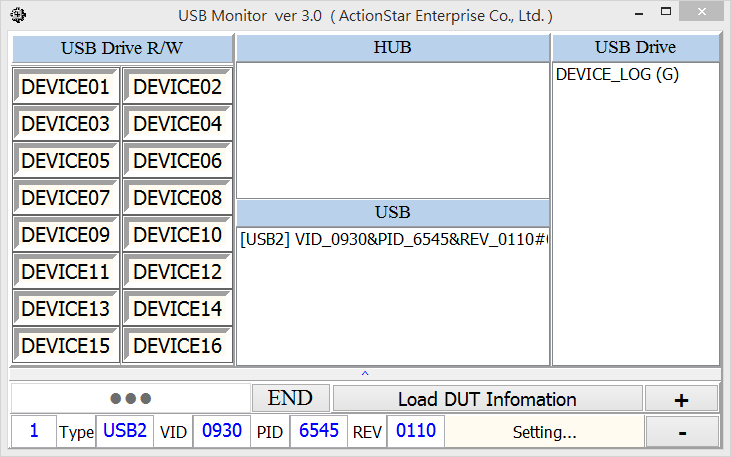 USB Monitor ver 3.0 ( ActionStar Enterprise Co., Ltd. )
USB Drive R/W
DEVICE01 DEVICE02
DEVICE03 DEVICE04
DEVICE05 DEVICE06
DEVICE07 DEVICE08
DEVICE09 DEVICE10
DEVICE11 DEVICE12
DEVICE13 DEVICE14
DEVICE15 DEVICE16
HUB
USB
[USB2] VID_0930&PID_6545&REV_0110#
USB Drive
DEVICE_LOG (G)
^
●●● END Load DUT Infomation +
1 Type USB2 VID 0930 PID 6545 REV 0110 Setting... -